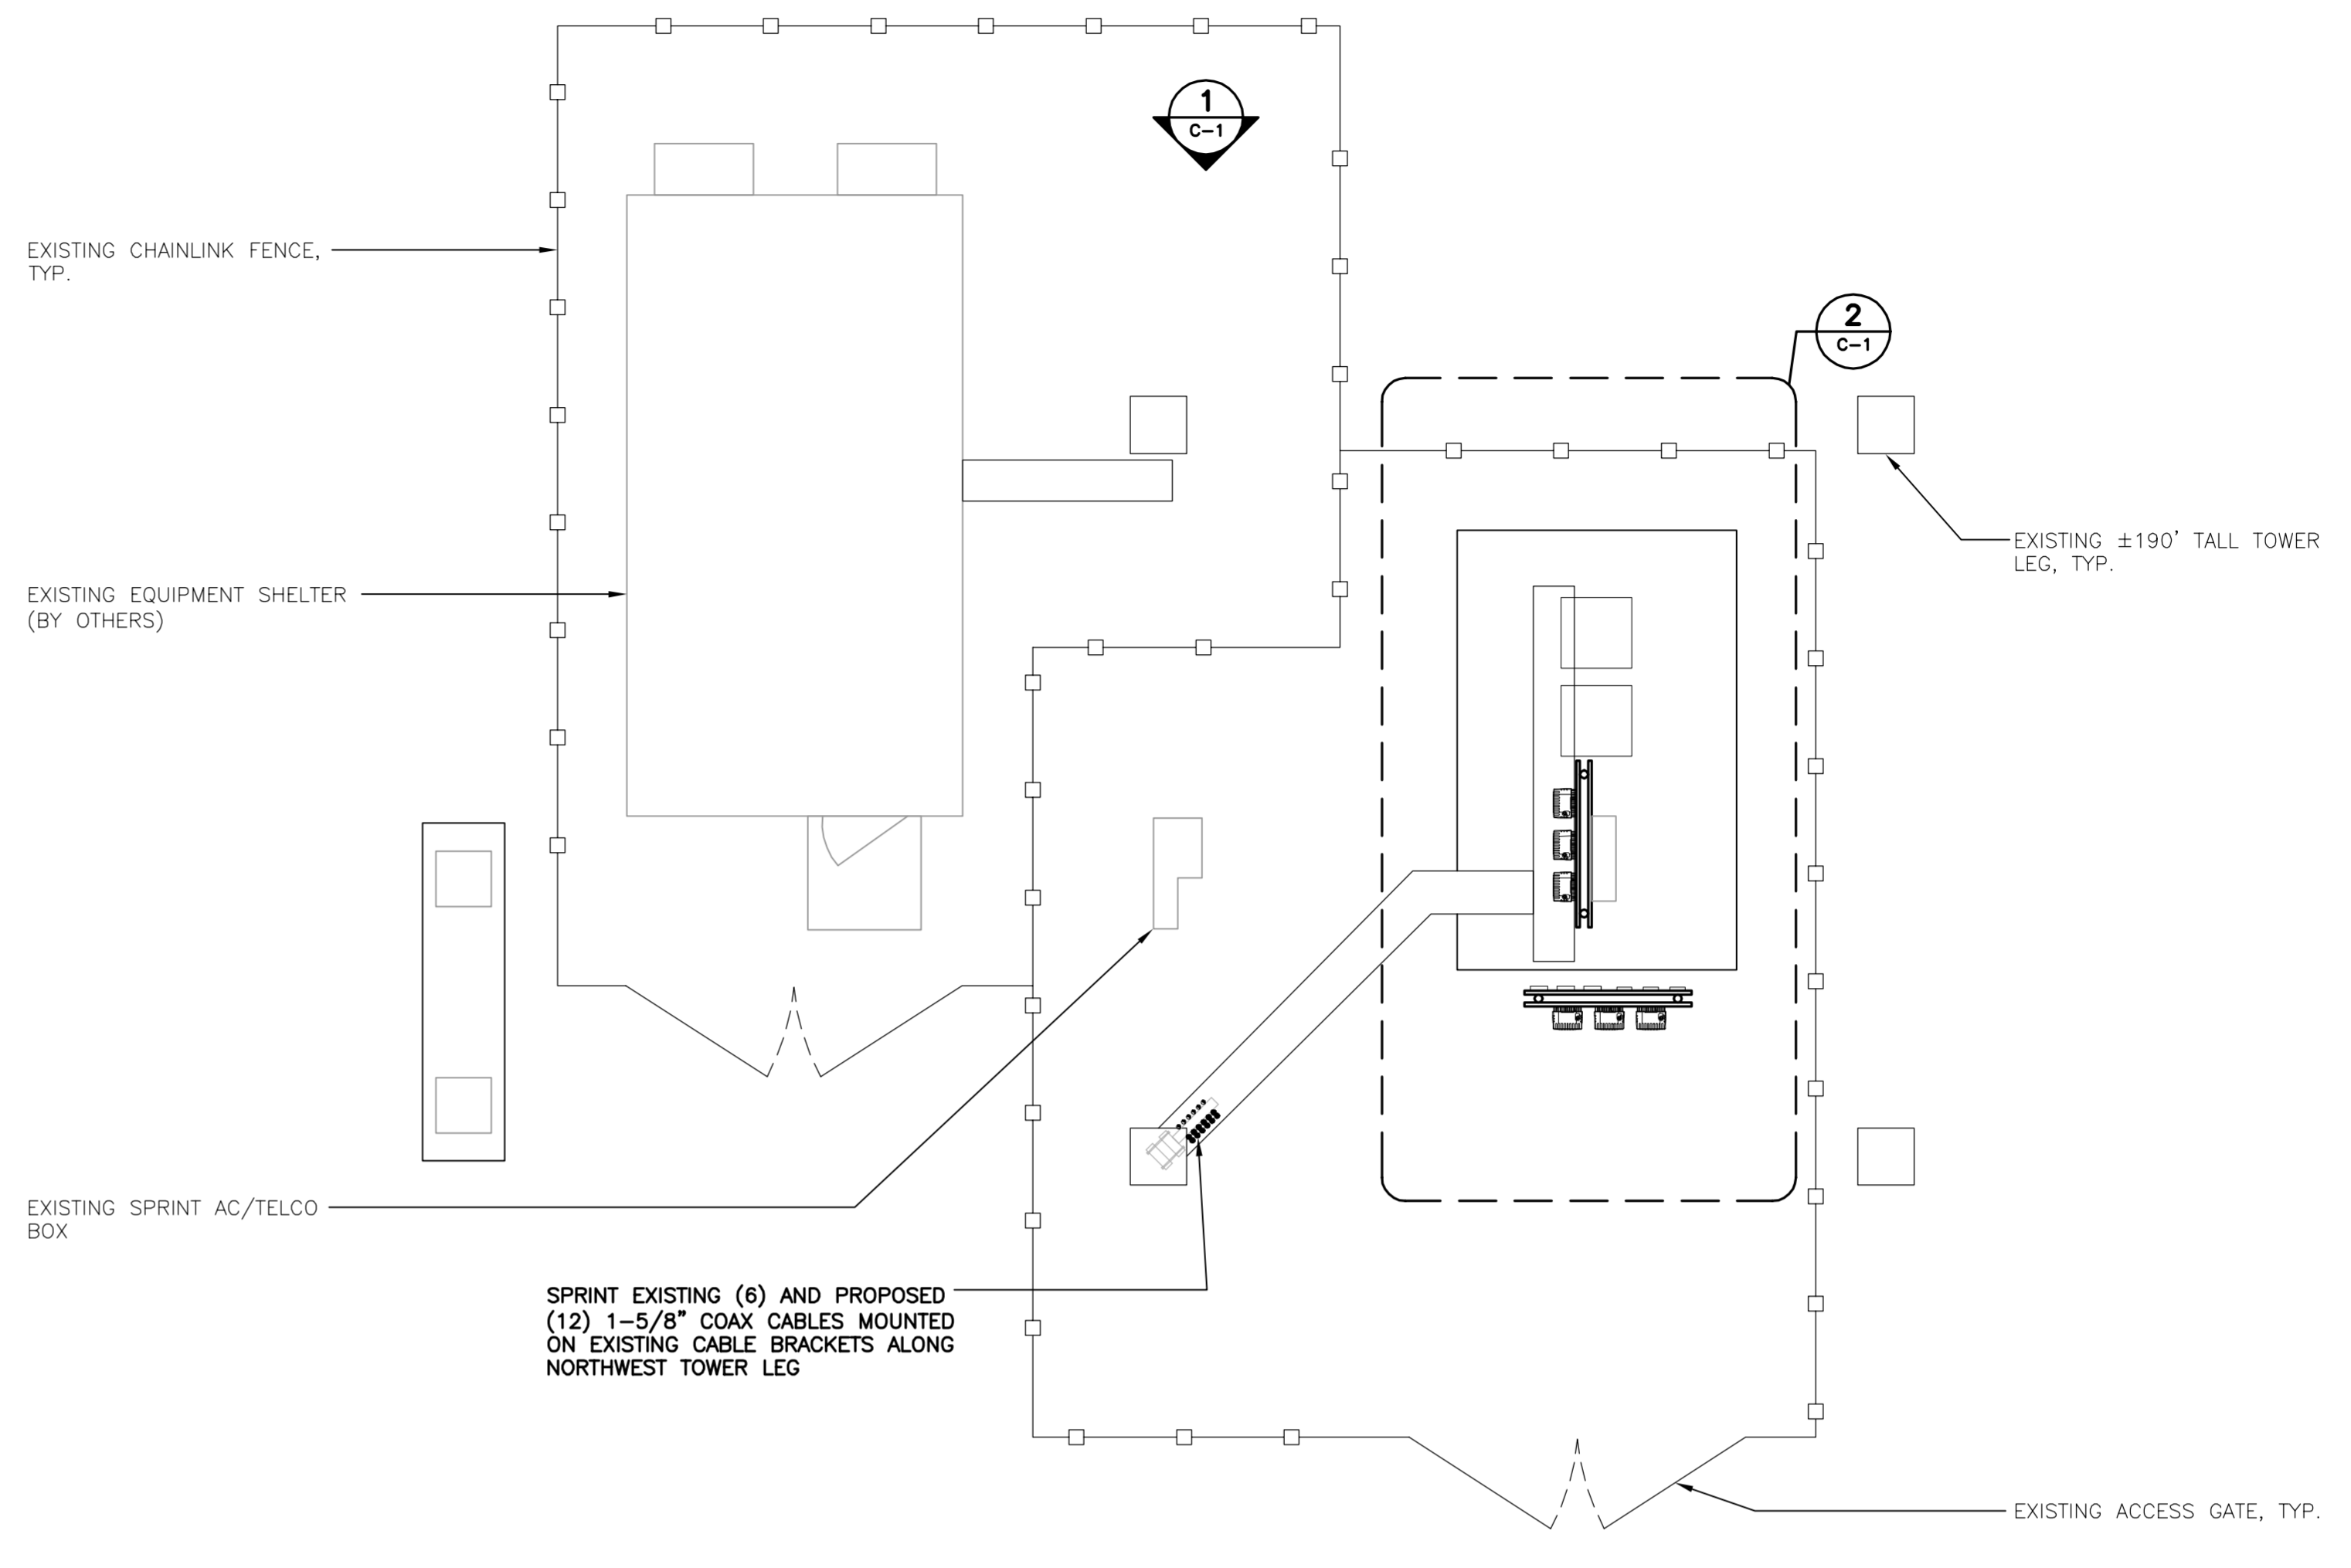 1
C-1
EXISTING CHAINLINK FENCE,
TYP.
2
C-1
EXISTING ±190' TALL TOWER
LEG, TYP.
EXISTING EQUIPMENT SHELTER
(BY OTHERS)
EXISTING SPRINT AC/TELCO
BOX
SPRINT EXISTING (6) AND PROPOSED
(12) 1-5/8" COAX CABLES MOUNTED
ON EXISTING CABLE BRACKETS ALONG
NORTHWEST TOWER LEG
EXISTING ACCESS GATE, TYP.